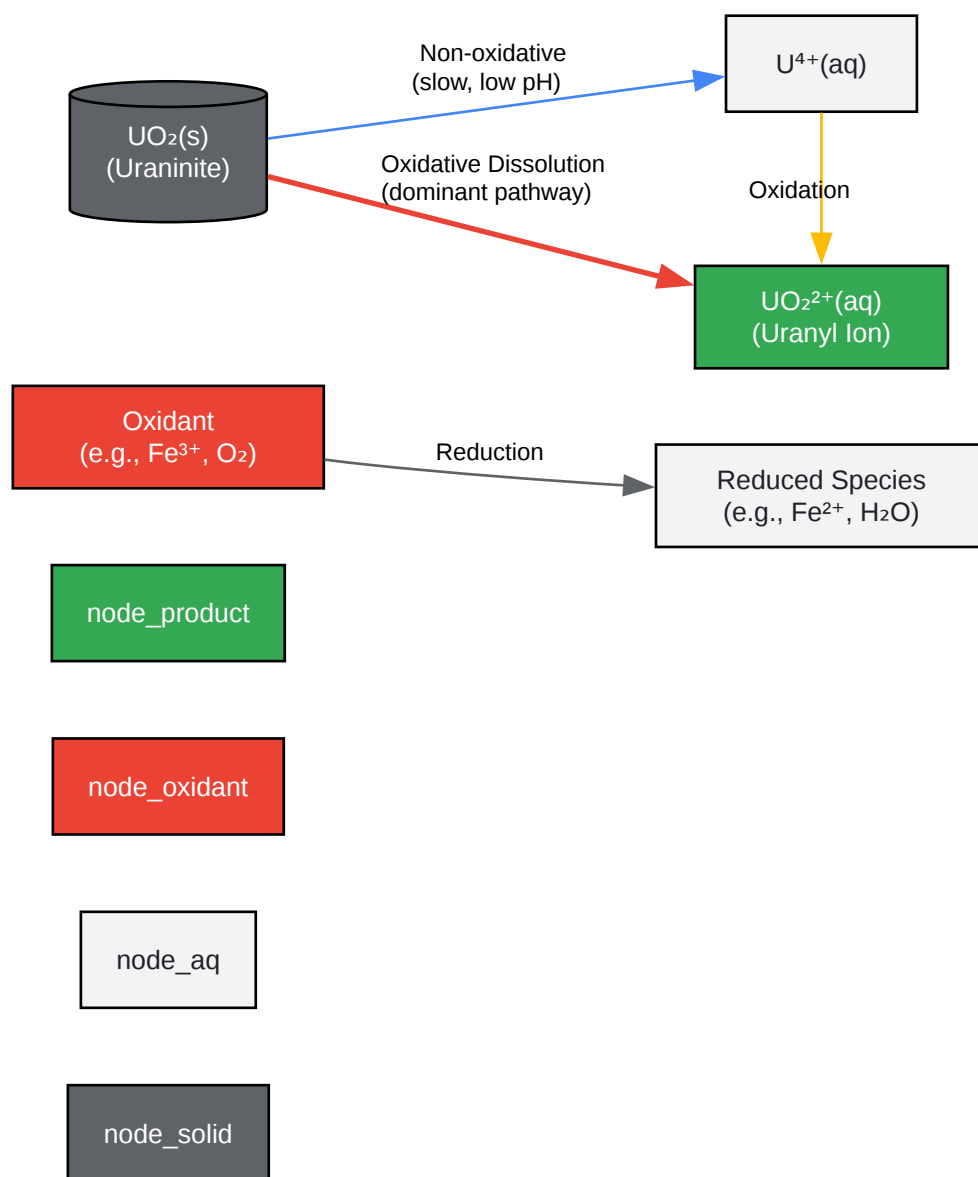 Non-oxidative
(slow, low pH)
U⁴⁺(aq)
UO₂(s)
(Uraninite)
Oxidative Dissolution
(dominant pathway)
Oxidation
UO₂²⁺(aq)
(Uranyl Ion)
Oxidant
(e.g., Fe³⁺, O₂)
Reduction
Reduced Species
(e.g., Fe²⁺, H₂O)
node_product
node_oxidant
node_aq
node_solid